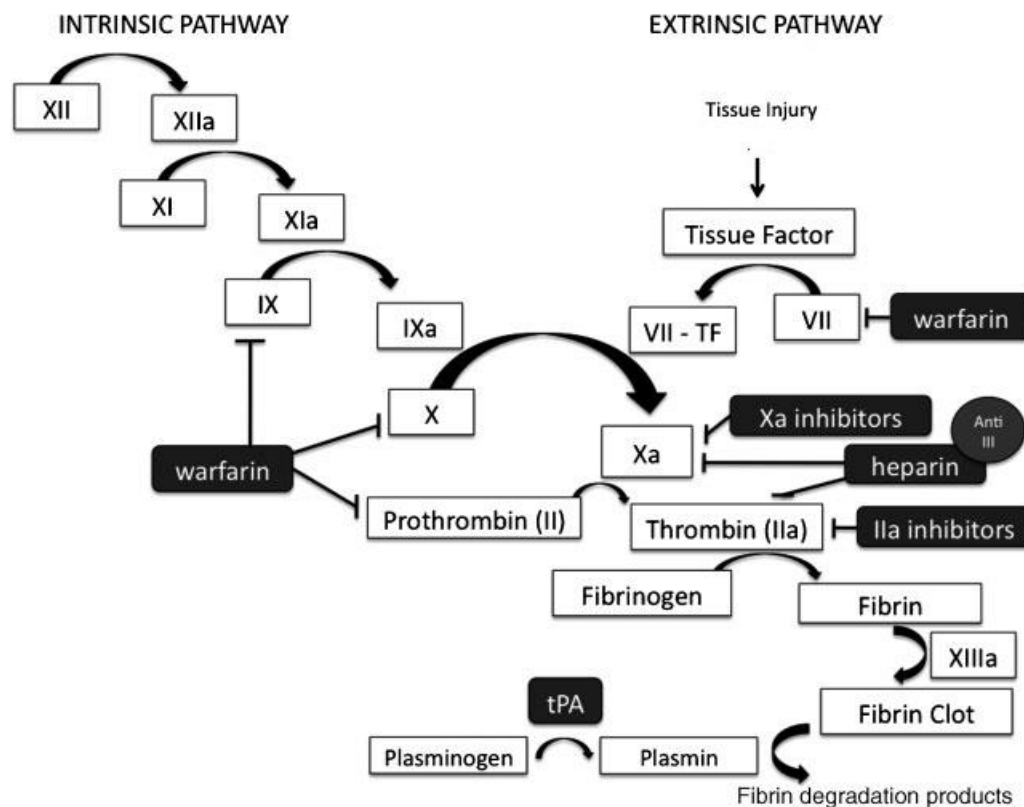 INTRINSIC PATHWAY
EXTRINSIC PATHWAY
XII
XIIa
Tissue Injury
XI
XIa
Tissue Factor
IX
IXa
VII - TF
VII
warfarin
X
Xa inhibitors
Anti
III
warfarin
Xa
heparin
Prothrombin (II)
Thrombin (IIa)
IIa inhibitors
Fibrinogen
Fibrin
XIIIa
tPA
Fibrin Clot
Plasminogen
Plasmin
Fibrin degradation products